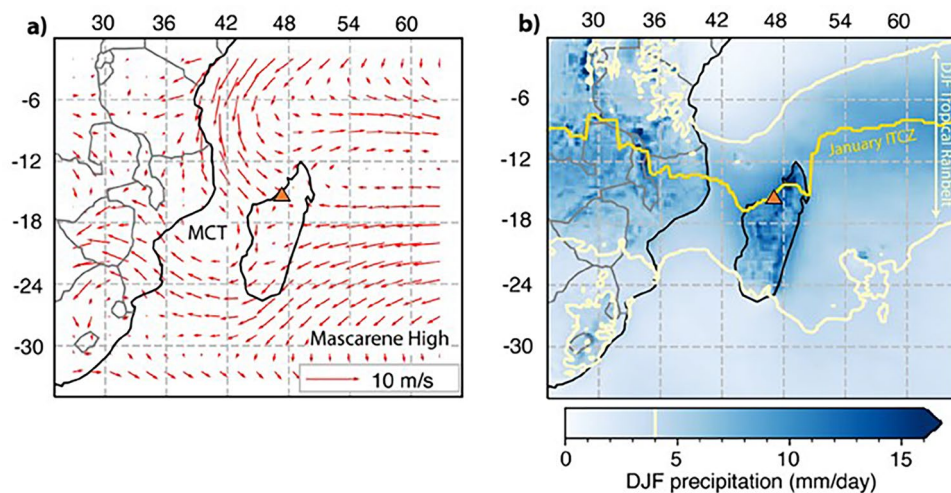 a)
30 36 42 48 54 60
-6
-12
-18
-24
-30
MCT
Mascarene High
10 m/s
b)
30 36 42 48 54 60
-6
-12
-18
-24
-30
January ITCZ
DJF Tropical Rainbelt
0 5 10 15
DJF precipitation (mm/day)